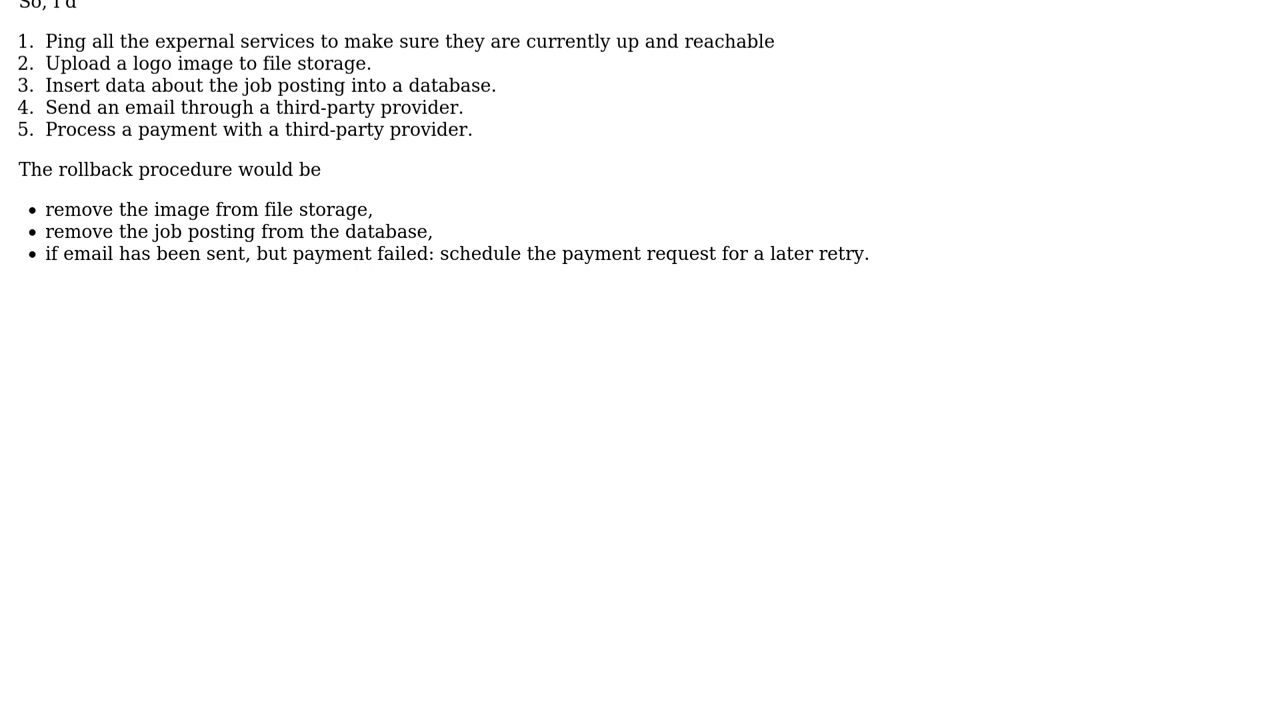 So, I'd
1. Ping all the expernal services to make sure they are currently up and reachable
2. Upload a logo image to file storage.
3. Insert data about the job posting into a database.
4. Send an email through a third-party provider.
5. Process a payment with a third-party provider.
The rollback procedure would be
• remove the image from file storage,
• remove the job posting from the database,
• if email has been sent, but payment failed: schedule the payment request for a later retry.